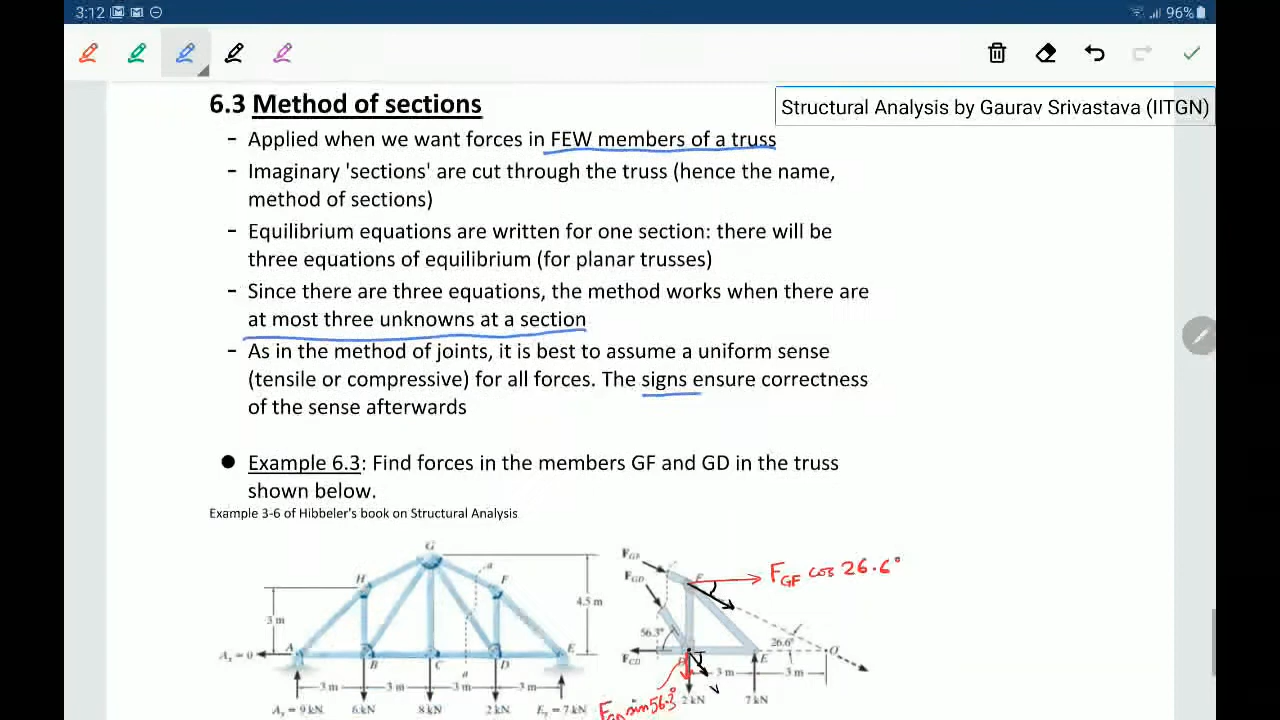 3:12
96%
6.3 Method of sections
Structural Analysis by Gaurav Srivastava (IITGN)
- Applied when we want forces in FEW members of a truss
- Imaginary 'sections' are cut through the truss (hence the name,
method of sections)
- Equilibrium equations are written for one section: there will be
three equations of equilibrium (for planar trusses)
- Since there are three equations, the method works when there are
at most three unknowns at a section
- As in the method of joints, it is best to assume a uniform sense
(tensile or compressive) for all forces. The signs ensure correctness
of the sense afterwards
● Example 6.3: Find forces in the members GF and GD in the truss
shown below.
Example 3-6 of Hibbeler's book on Structural Analysis
G
H
F
a
4.5 m
3 m
A
Ax = 0
B
C
D
E
a
3 m
3 m
3 m
3 m
Ay = 9 kN
6 kN
8 kN
2 kN
Ey = 7 kN
FGF
F
FGF cos 26.6°
FGD
56.3°
26.6°
FCD
E
O
3 m
3 m
FGD sin 56.3°
2 kN
7 kN